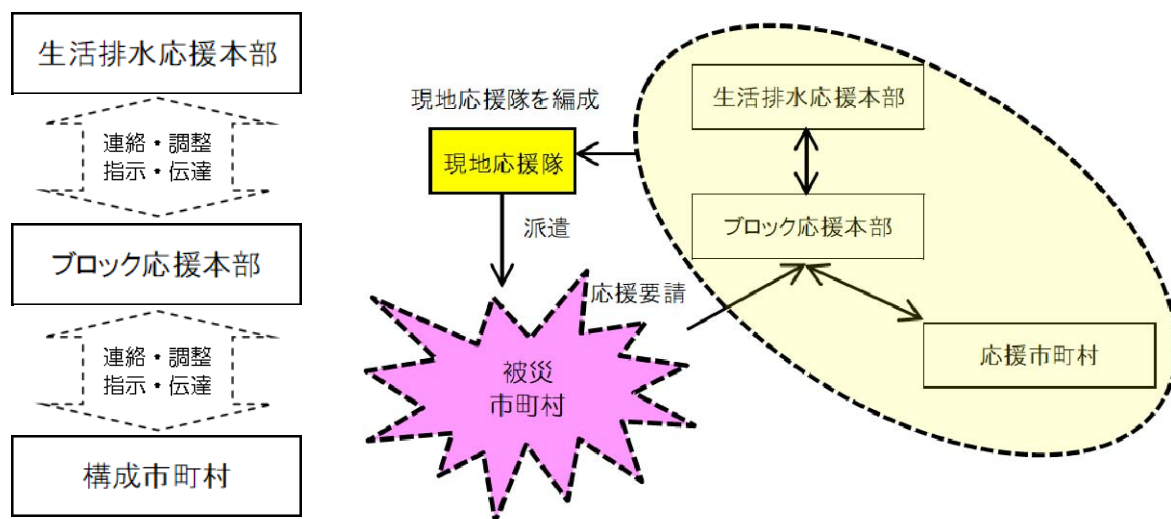 生活排水応援本部
連絡・調整
指示・伝達
ブロック応援本部
連絡・調整
指示・伝達
構成市町村
現地応援隊を編成
現地応援隊
派遣
応援要請
被災
市町村
生活排水応援本部
ブロック応援本部
応援市町村